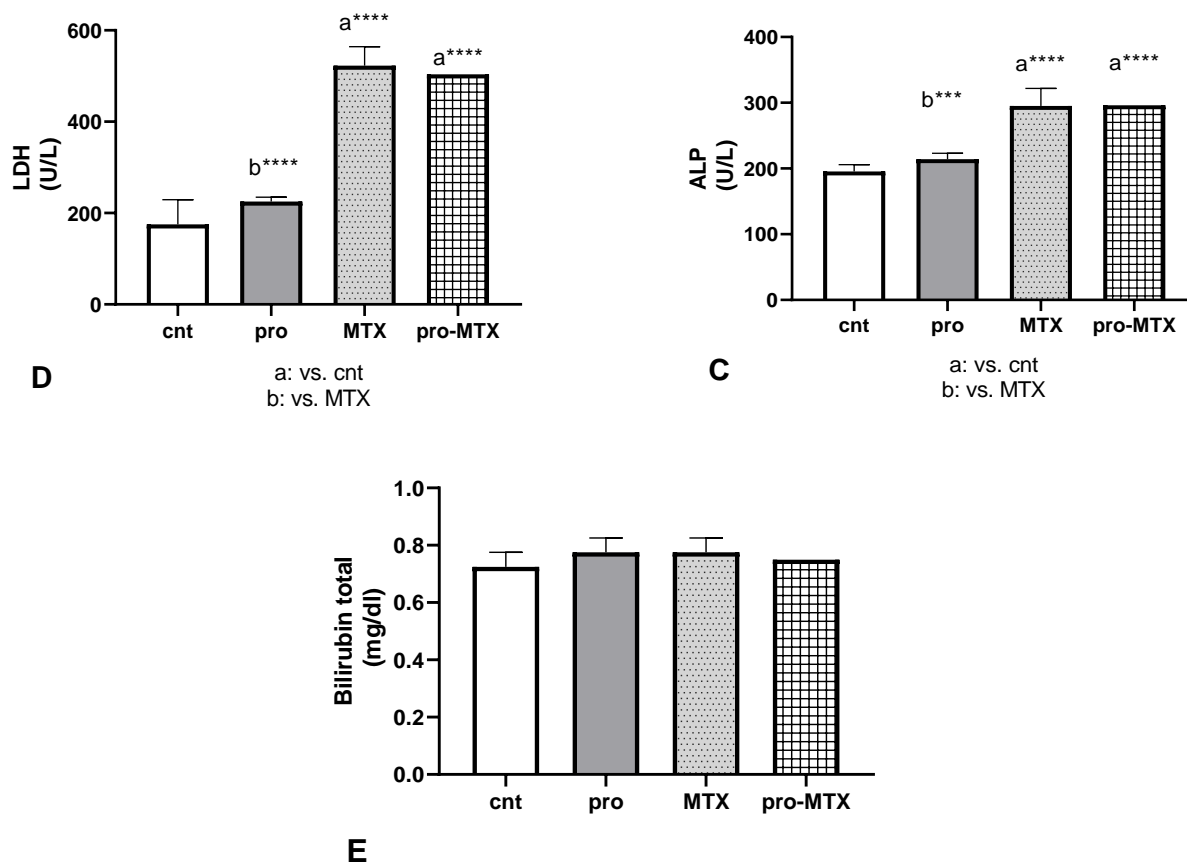 600
400
200
0
LDH
(U/L)
a****
a****
b****
cnt
pro
MTX
pro-MTX
D
a: vs. cnt
b: vs. MTX
400
300
200
100
0
ALP
(U/L)
b***
a****
a****
cnt
pro
MTX
pro-MTX
C
a: vs. cnt
b: vs. MTX
1.0
0.8
0.6
0.4
0.2
0.0
Bilirubin total
(mg/dl)
cnt
pro
MTX
pro-MTX
E